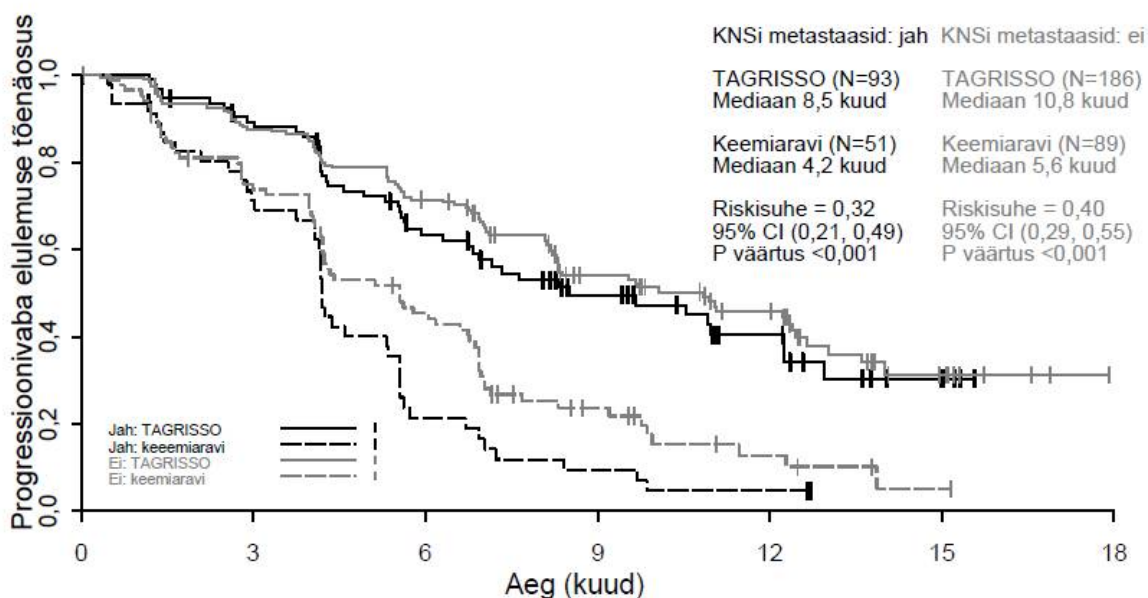 KNSi metastaasid: jah KNSi metastaasid: ei
TAGRISSO (N=93) TAGRISSO (N=186)
Mediaan 8,5 kuud Mediaan 10,8 kuud
Keemiaravi (N=51) Keemiaravi (N=89)
Mediaan 4,2 kuud Mediaan 5,6 kuud
Riskisuhe = 0,32 Riskisuhe = 0,40
95% CI (0,21, 0,49) 95% CI (0,29, 0,55)
P väärtus <0,001 P väärtus <0,001
Progressioonivaba elulemuse tõenäosus
1,0
0,8
0,6
0,4
0,2
0,0
Jah: TAGRISSO
Jah: keeemiaravi
Ei: TAGRISSO
Ei: keemiaravi
0 3 6 9 12 15 18
Aeg (kuud)